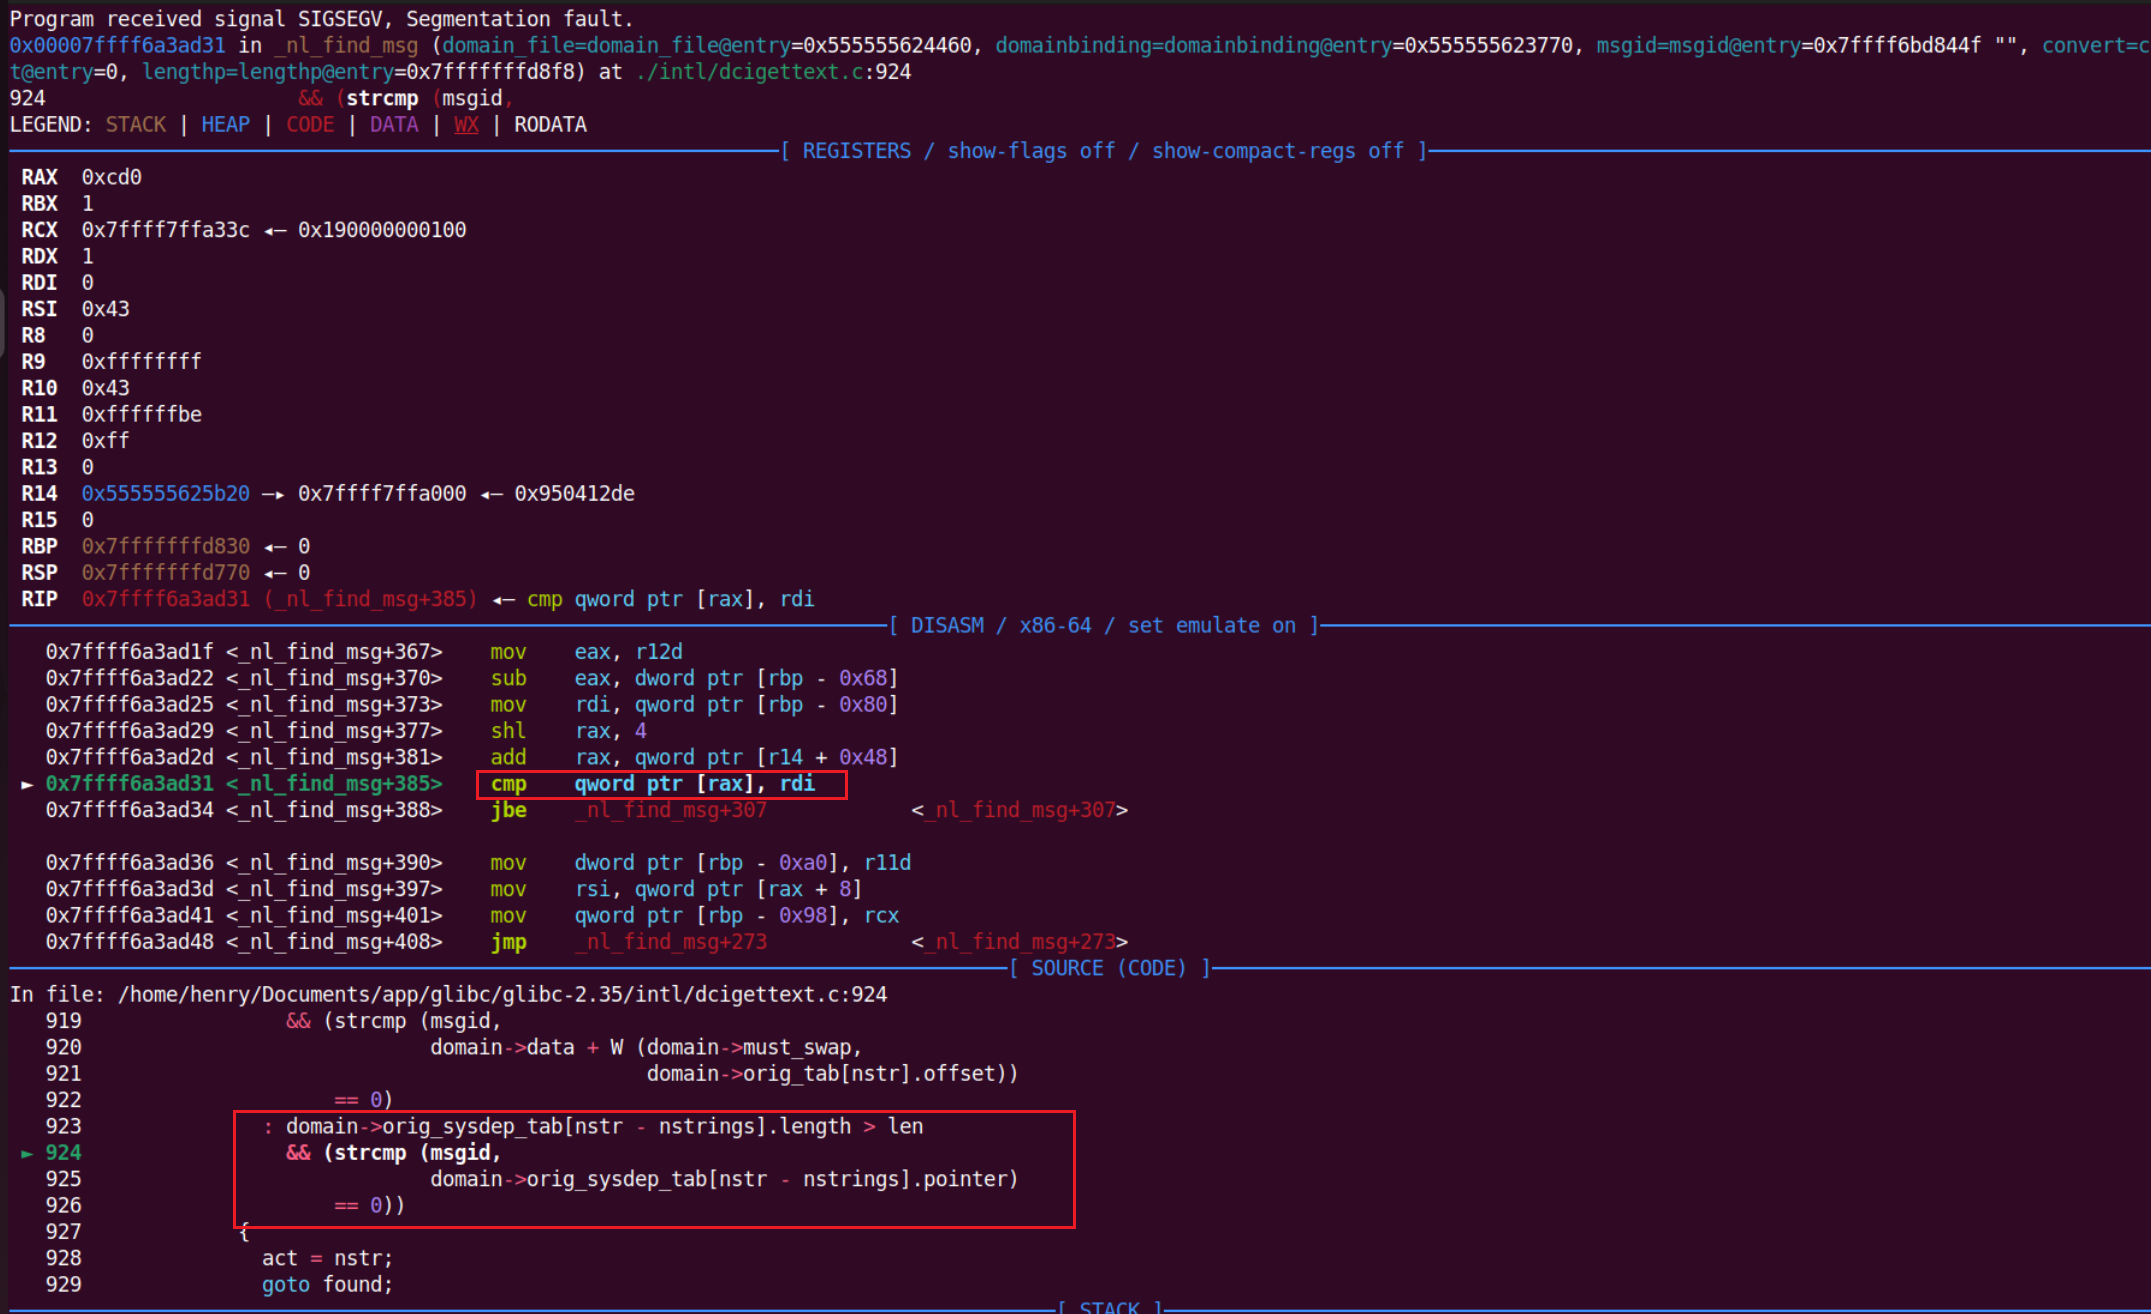 Program received signal SIGSEGV, Segmentation fault.
0x00007ffff6a3ad31 in _nl_find_msg (domain_file=domain_file@entry=0x555555624460, domainbinding=domainbinding@entry=0x555555623770, msgid=msgid@entry=0x7ffff6bd844f "", convert=c
t@entry=0, lengthp=lengthp@entry=0x7fffffffd8f8) at ./intl/dcigettext.c:924
924 && (strcmp (msgid,
LEGEND: STACK | HEAP | CODE | DATA | WX | RODATA
[ REGISTERS / show-flags off / show-compact-regs off ]
RAX 0xcd0
RBX 1
RCX 0x7ffff7ffa33c ◂— 0x190000000100
RDX 1
RDI 0
RSI 0x43
R8 0
R9 0xffffffff
R10 0x43
R11 0xffffffbe
R12 0xff
R13 0
R14 0x555555625b20 —▸ 0x7ffff7ffa000 ◂— 0x950412de
R15 0
RBP 0x7fffffffd830 ◂— 0
RSP 0x7fffffffd770 ◂— 0
RIP 0x7ffff6a3ad31 (_nl_find_msg+385) ◂— cmp qword ptr [rax], rdi
[ DISASM / x86-64 / set emulate on ]
0x7ffff6a3ad1f <_nl_find_msg+367> mov eax, r12d
0x7ffff6a3ad22 <_nl_find_msg+370> sub eax, dword ptr [rbp - 0x68]
0x7ffff6a3ad25 <_nl_find_msg+373> mov rdi, qword ptr [rbp - 0x80]
0x7ffff6a3ad29 <_nl_find_msg+377> shl rax, 4
0x7ffff6a3ad2d <_nl_find_msg+381> add rax, qword ptr [r14 + 0x48]
► 0x7ffff6a3ad31 <_nl_find_msg+385> cmp qword ptr [rax], rdi
0x7ffff6a3ad34 <_nl_find_msg+388> jbe _nl_find_msg+307 <_nl_find_msg+307>
0x7ffff6a3ad36 <_nl_find_msg+390> mov dword ptr [rbp - 0xa0], r11d
0x7ffff6a3ad3d <_nl_find_msg+397> mov rsi, qword ptr [rax + 8]
0x7ffff6a3ad41 <_nl_find_msg+401> mov qword ptr [rbp - 0x98], rcx
0x7ffff6a3ad48 <_nl_find_msg+408> jmp _nl_find_msg+273 <_nl_find_msg+273>
[ SOURCE (CODE) ]
In file: /home/henry/Documents/app/glibc/glibc-2.35/intl/dcigettext.c:924
919 && (strcmp (msgid,
920 domain->data + W (domain->must_swap,
921 domain->orig_tab[nstr].offset))
922 == 0)
923 : domain->orig_sysdep_tab[nstr - nstrings].length > len
► 924 && (strcmp (msgid,
925 domain->orig_sysdep_tab[nstr - nstrings].pointer)
926 == 0))
927 {
928 act = nstr;
929 goto found;
[ STACK ]